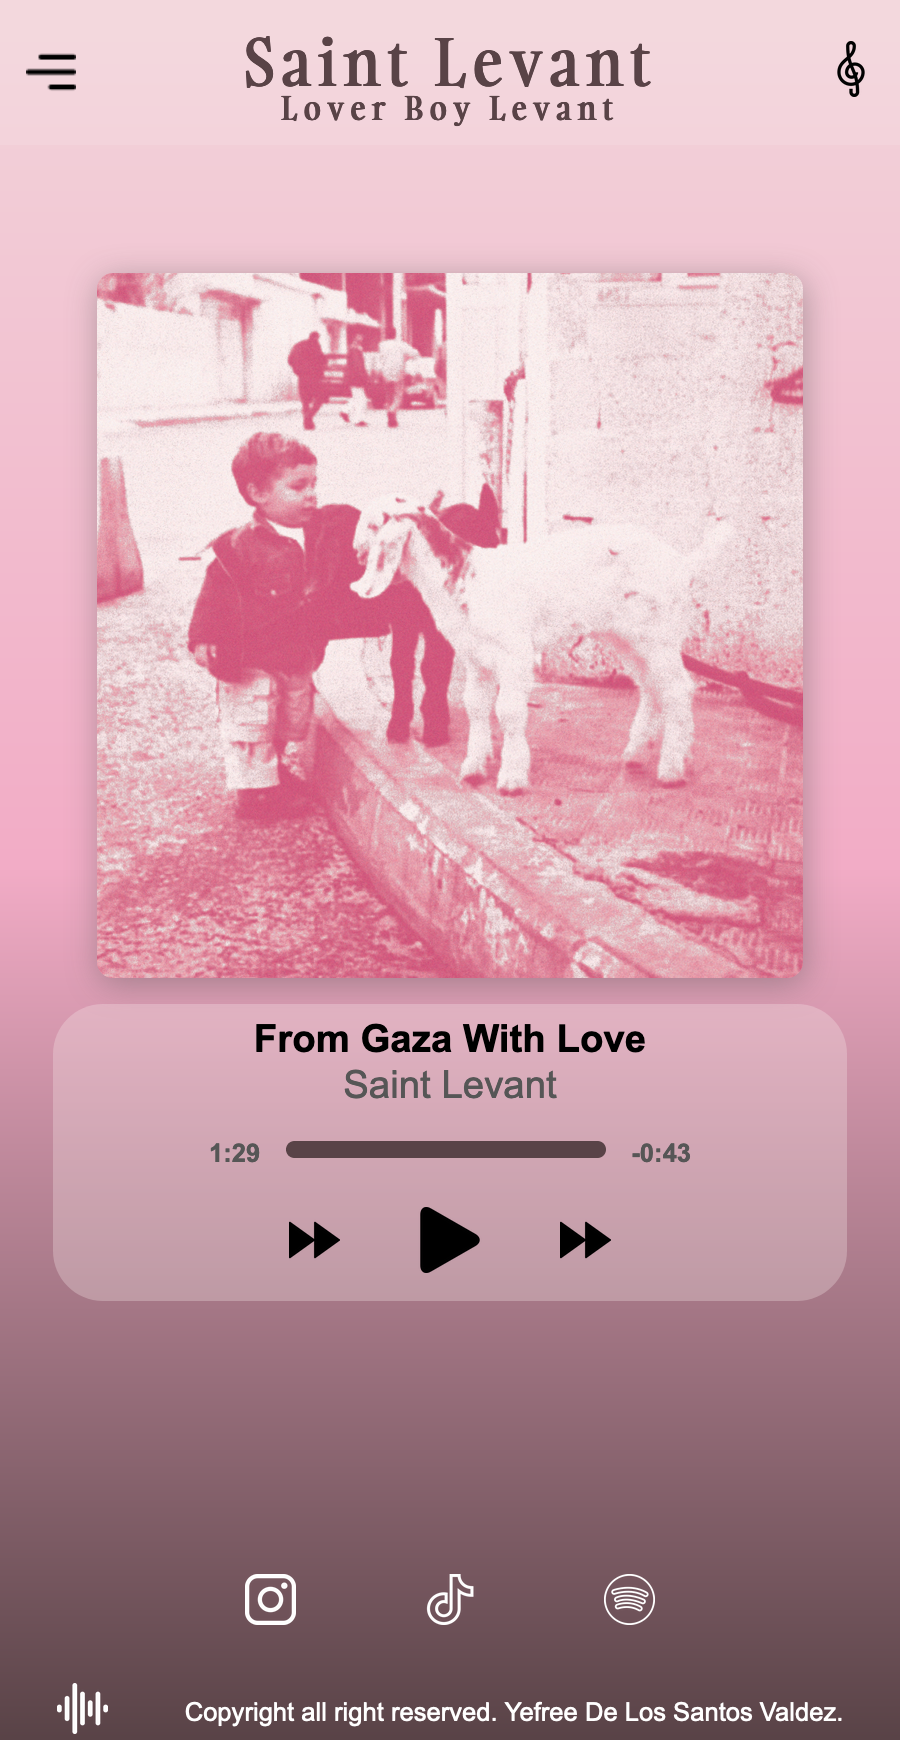 Saint Levant
Lover Boy Levant
From Gaza With Love
Saint Levant
1:29 -0:43
Copyright all right reserved. Yefree De Los Santos Valdez.